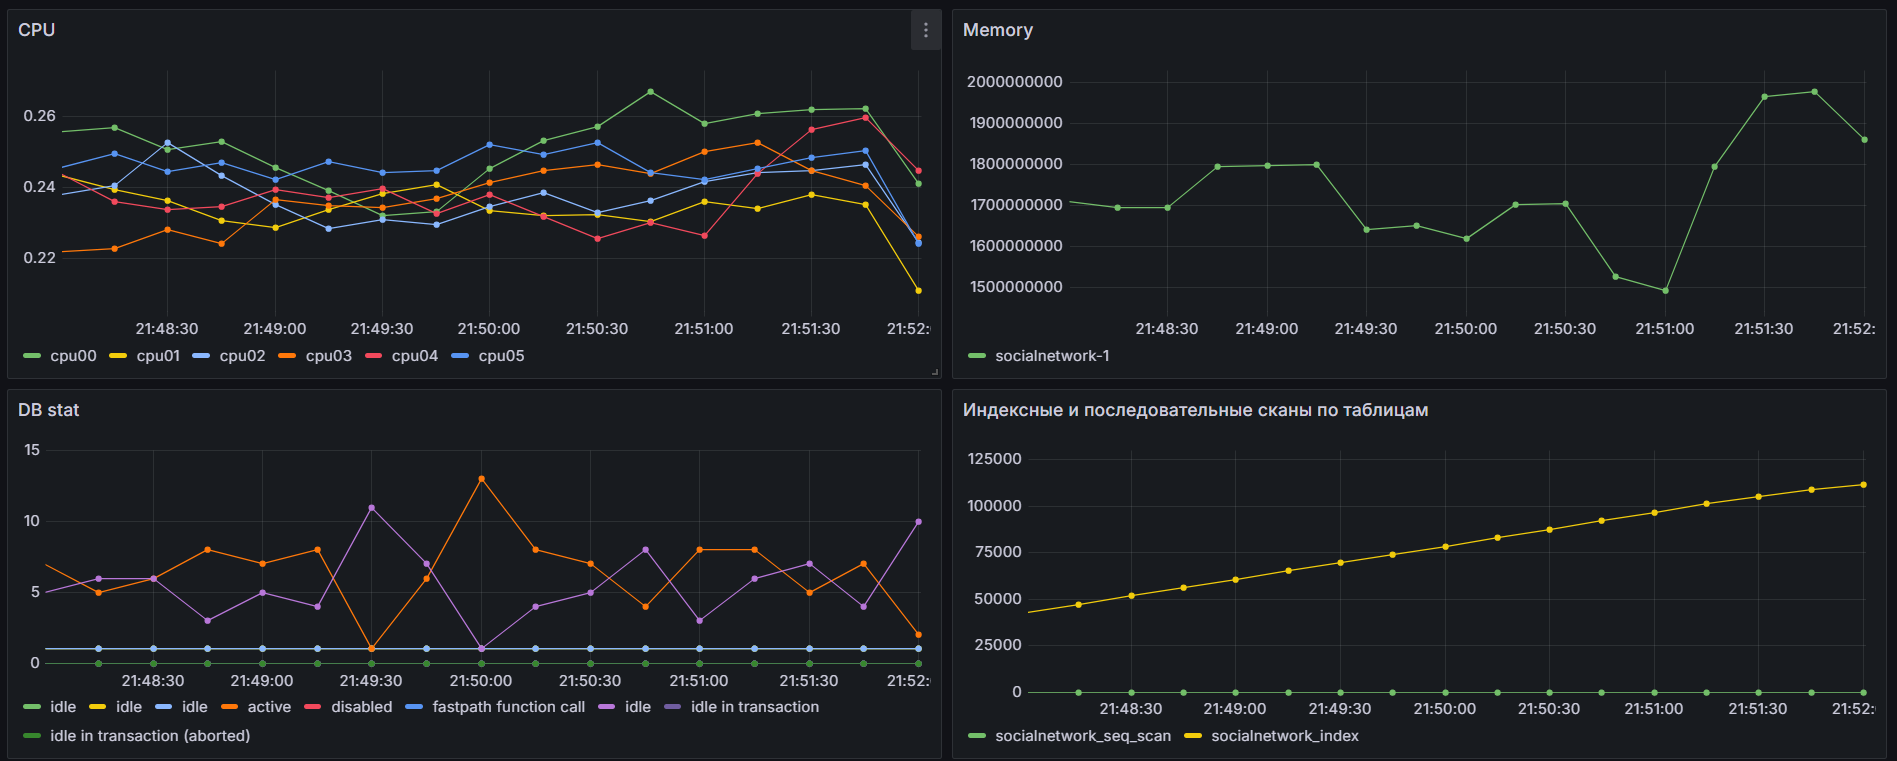 CPU
0.26
0.24
0.22
21:48:30 21:49:00 21:49:30 21:50:00 21:50:30 21:51:00 21:51:30 21:52:
cpu00 cpu01 cpu02 cpu03 cpu04 cpu05
Memory
2000000000
1900000000
1800000000
1700000000
1600000000
1500000000
21:48:30 21:49:00 21:49:30 21:50:00 21:50:30 21:51:00 21:51:30 21:52:
socialnetwork-1
DB stat
15
10
5
0
21:48:30 21:49:00 21:49:30 21:50:00 21:50:30 21:51:00 21:51:30 21:52:
idle idle idle active disabled fastpath function call idle idle in transaction
idle in transaction (aborted)
Индексные и последовательные сканы по таблицам
125000
100000
75000
50000
25000
0
21:48:30 21:49:00 21:49:30 21:50:00 21:50:30 21:51:00 21:51:30 21:52:
socialnetwork_seq_scan socialnetwork_index